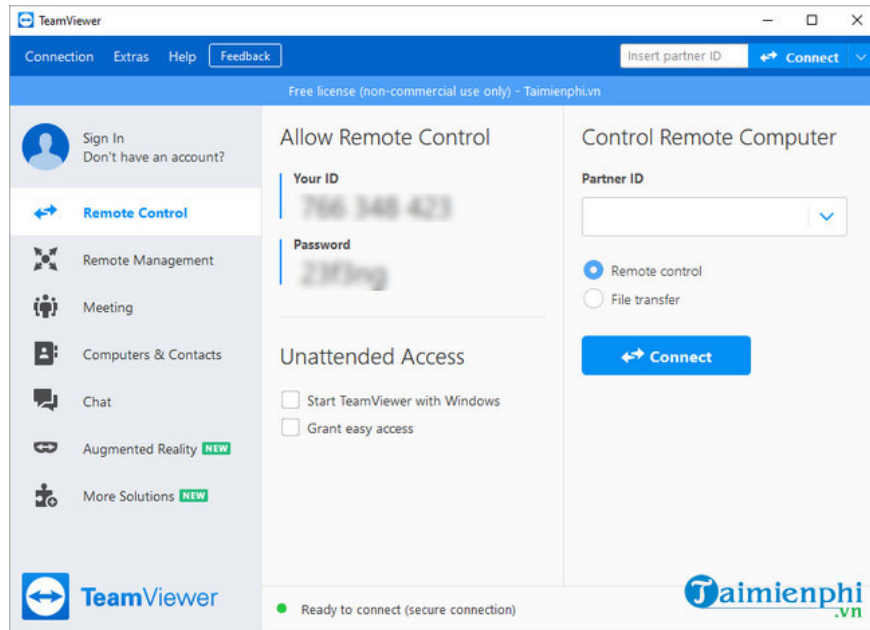 TeamViewer
Connection Extras Help Feedback
Insert partner ID Connect
Free license (non-commercial use only) - Taimienphi.vn
Sign In
Don't have an account?
Remote Control
Remote Management
Meeting
Computers & Contacts
Chat
Augmented Reality NEW
More Solutions NEW
TeamViewer
Allow Remote Control
Your ID
Password
Unattended Access
Start TeamViewer with Windows
Grant easy access
Control Remote Computer
Partner ID
Remote control
File transfer
Connect
Ready to connect (secure connection)
Taimienphi
.vn